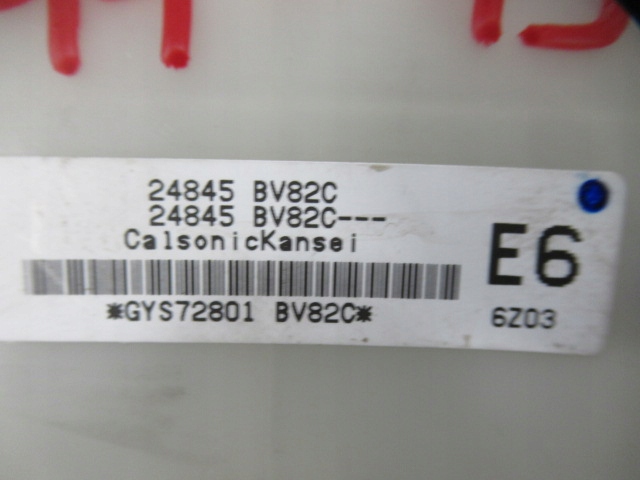 24845 BV82C
24845 BV82C---
CalsonicKansei
E6
*GYS72801 BV82C*
6Z03